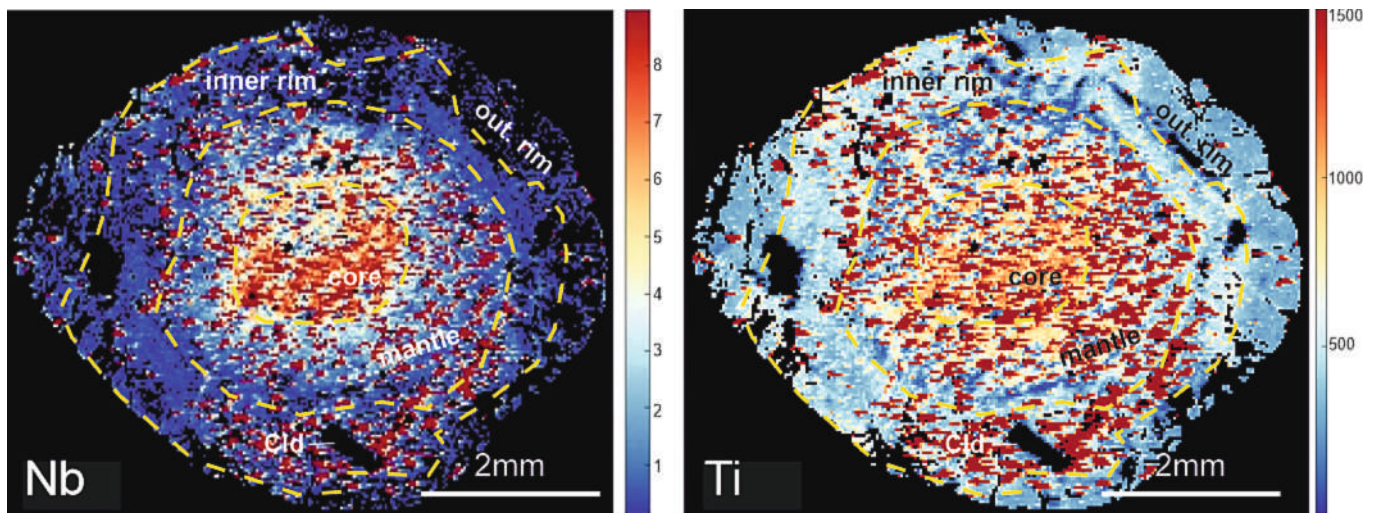 inner rim
out. rim
core
mantle
Cld
Nb
2mm
8
7
6
5
4
3
2
1
inner rim
out. rim
core
mantle
Cld
Ti
2mm
1500
1000
500